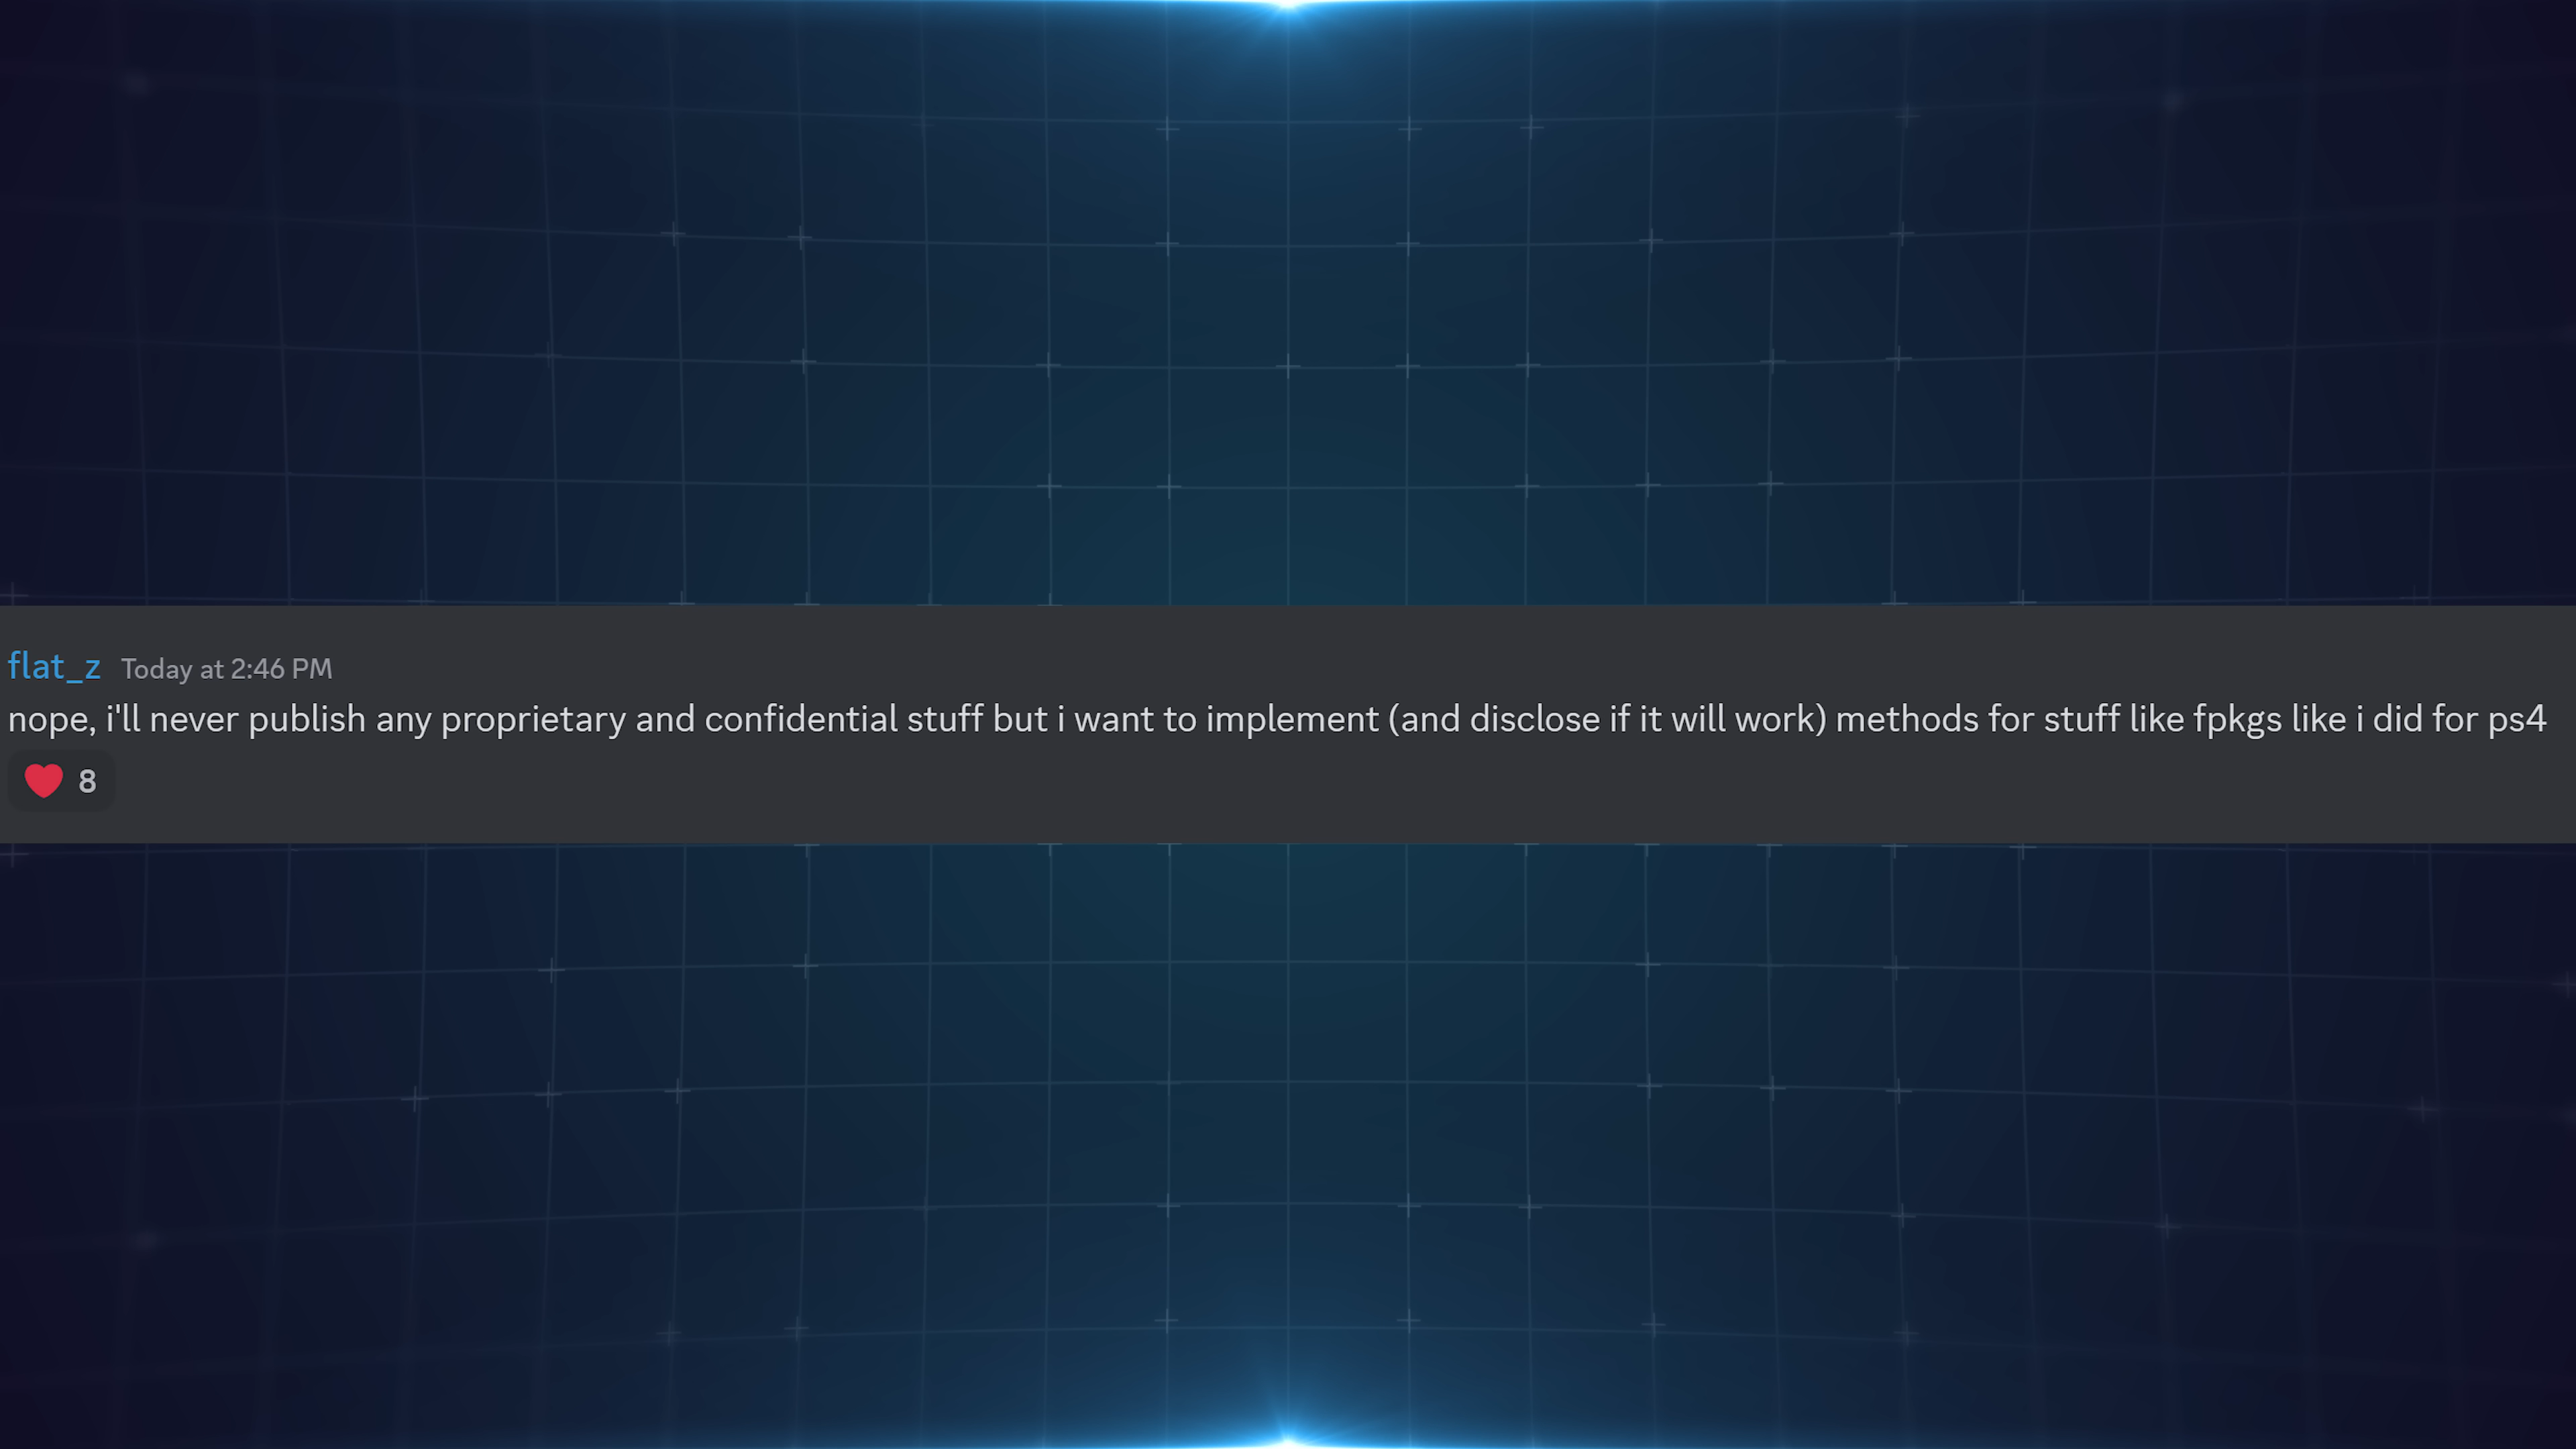 flat_z Today at 2:46 PM
nope, i'll never publish any proprietary and confidential stuff but i want to implement (and disclose if it will work) methods for stuff like fpkgs like i did for ps4
❤️ 8